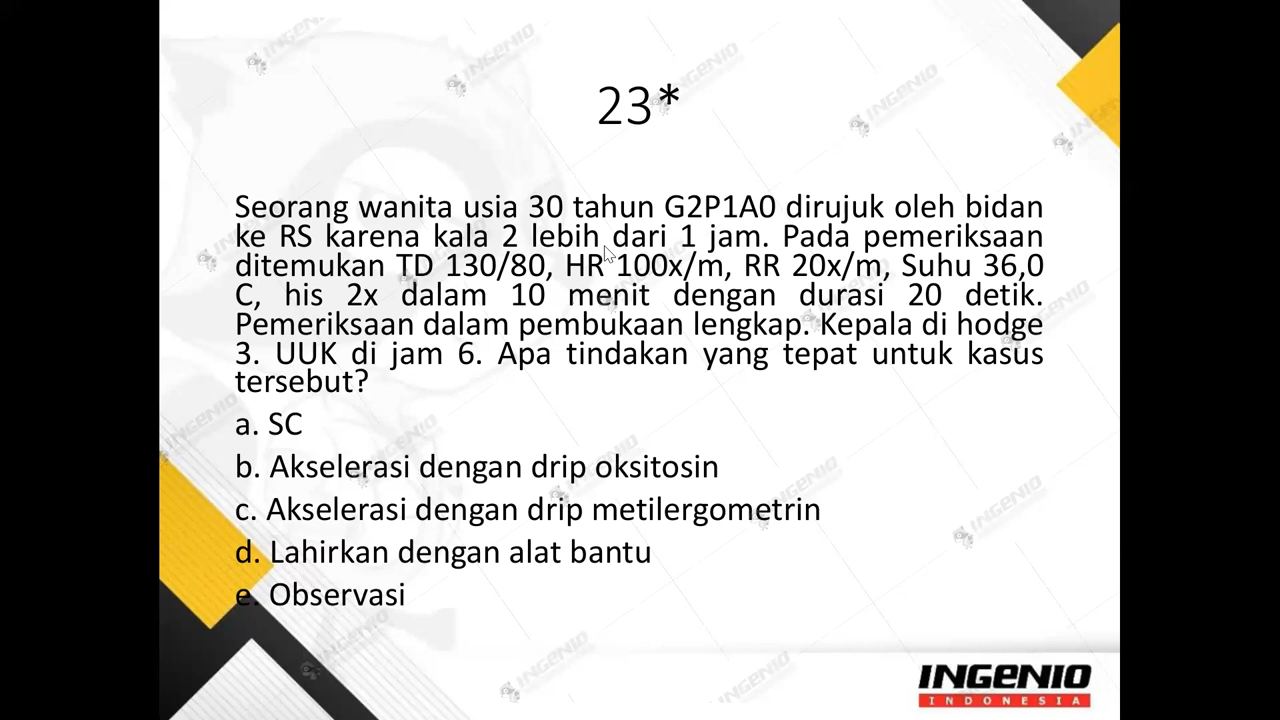 23*
Seorang wanita usia 30 tahun G2P1A0 dirujuk oleh bidan
ke RS karena kala 2 lebih dari 1 jam. Pada pemeriksaan
ditemukan TD 130/80, HR 100x/m, RR 20x/m, Suhu 36,0
C, his 2x dalam 10 menit dengan durasi 20 detik.
Pemeriksaan dalam pembukaan lengkap. Kepala di hodge
3. UUK di jam 6. Apa tindakan yang tepat untuk kasus
tersebut?
a. SC
b. Akselerasi dengan drip oksitosin
c. Akselerasi dengan drip metilergometrin
d. Lahirkan dengan alat bantu
e. Observasi
INGENIO
INDONESIA